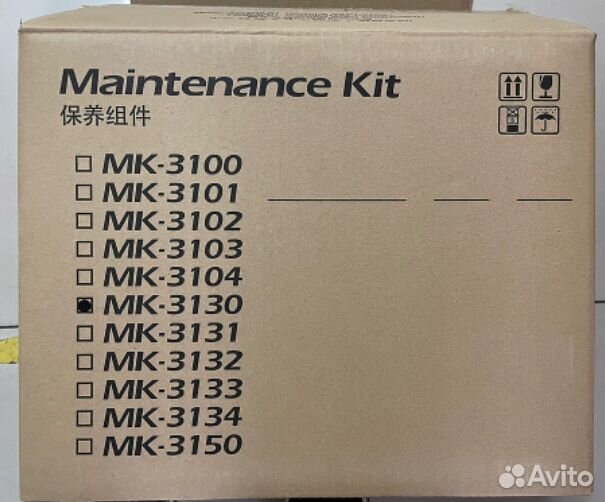 Maintenance Kit
保养组件
□ MK-3100
□ MK-3101
□ MK-3102
□ MK-3103
□ MK-3104
■ MK-3130
□ MK-3131
□ MK-3132
□ MK-3133
□ MK-3134
□ MK-3150
Avito